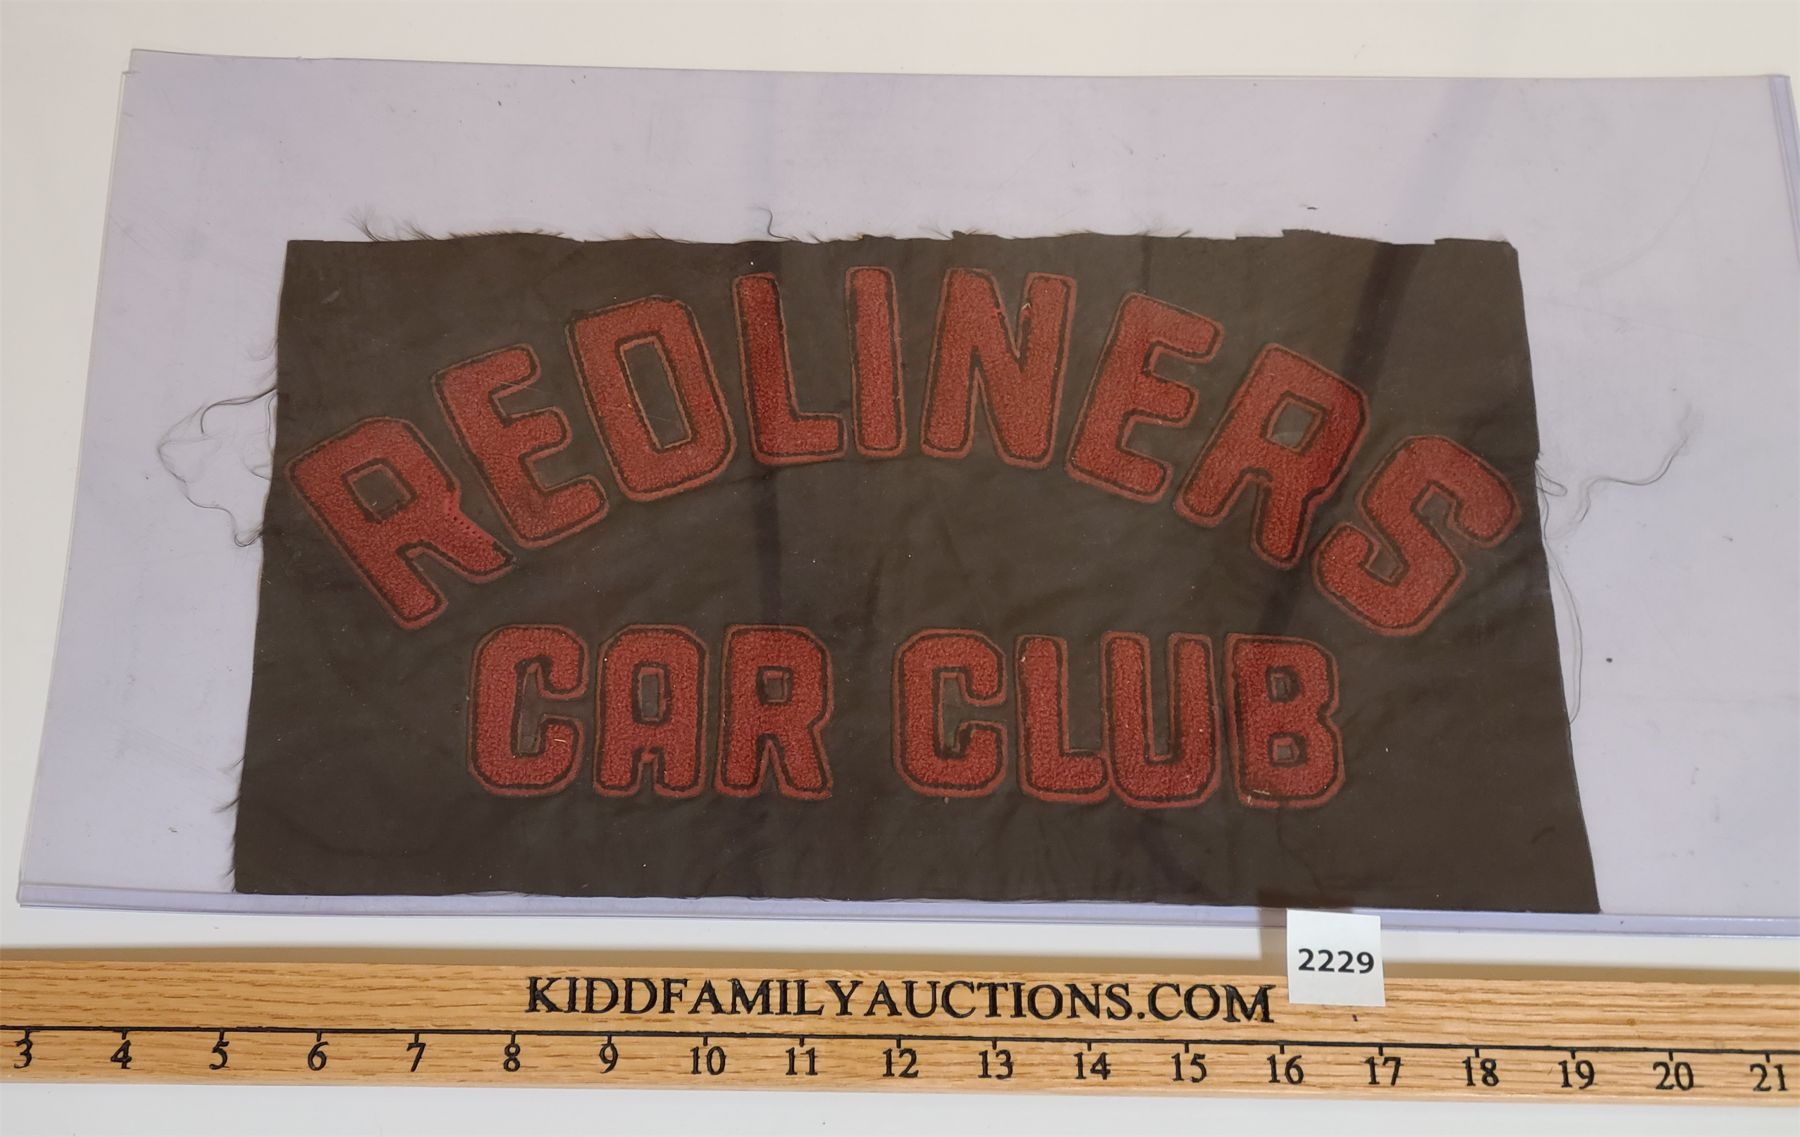 REDLINERS
CAR CLUB
2229
KIDDFAMILYAUCTIONS.COM
3 4 5 6 7 8 9 10 11 12 13 14 15 16 17 18 19 20 21